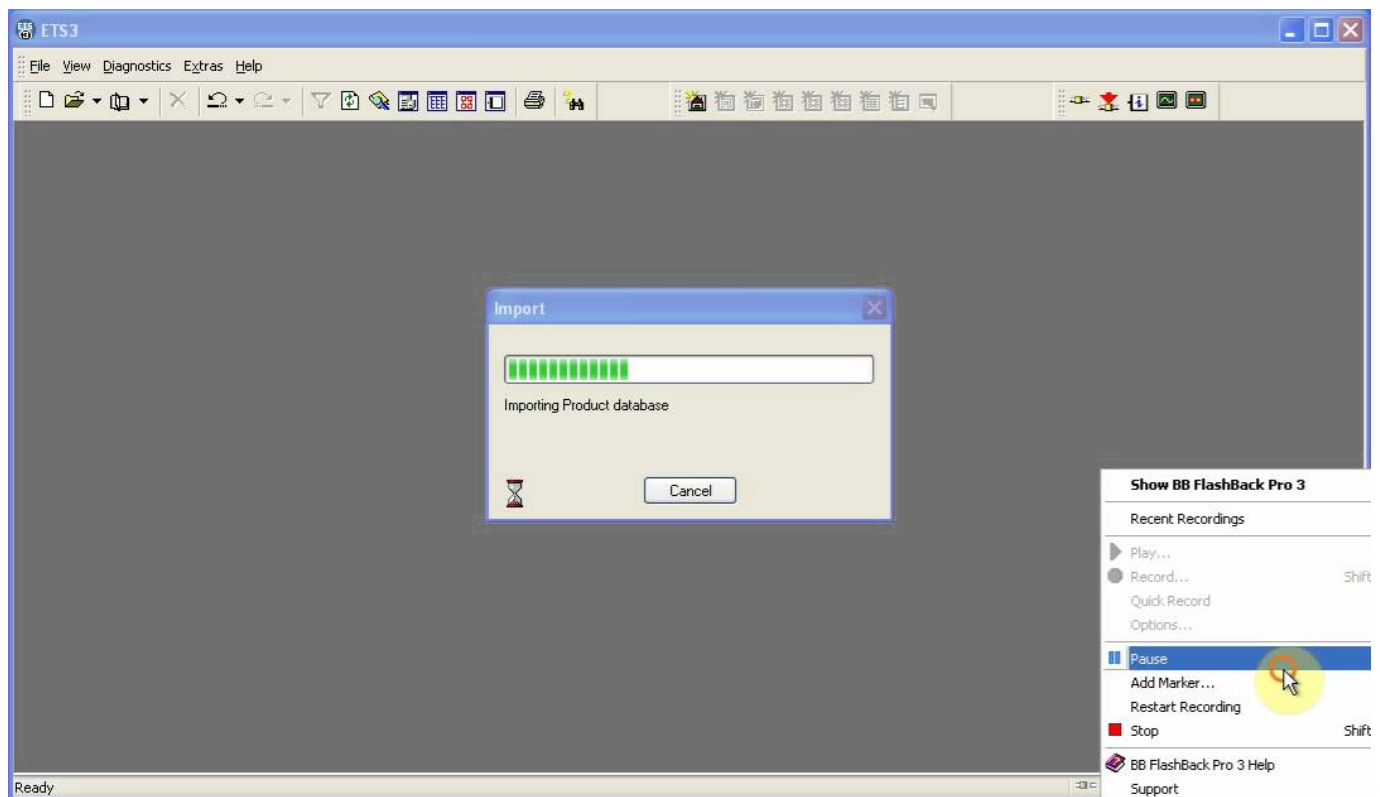 ETS3
File View Diagnostics Extras Help
Import
Importing Product database
Cancel
Show BB FlashBack Pro 3
Recent Recordings
Play...
Record... Shift
Quick Record
Options...
Pause
Add Marker...
Restart Recording
Stop Shift
BB FlashBack Pro 3 Help
Support
Ready